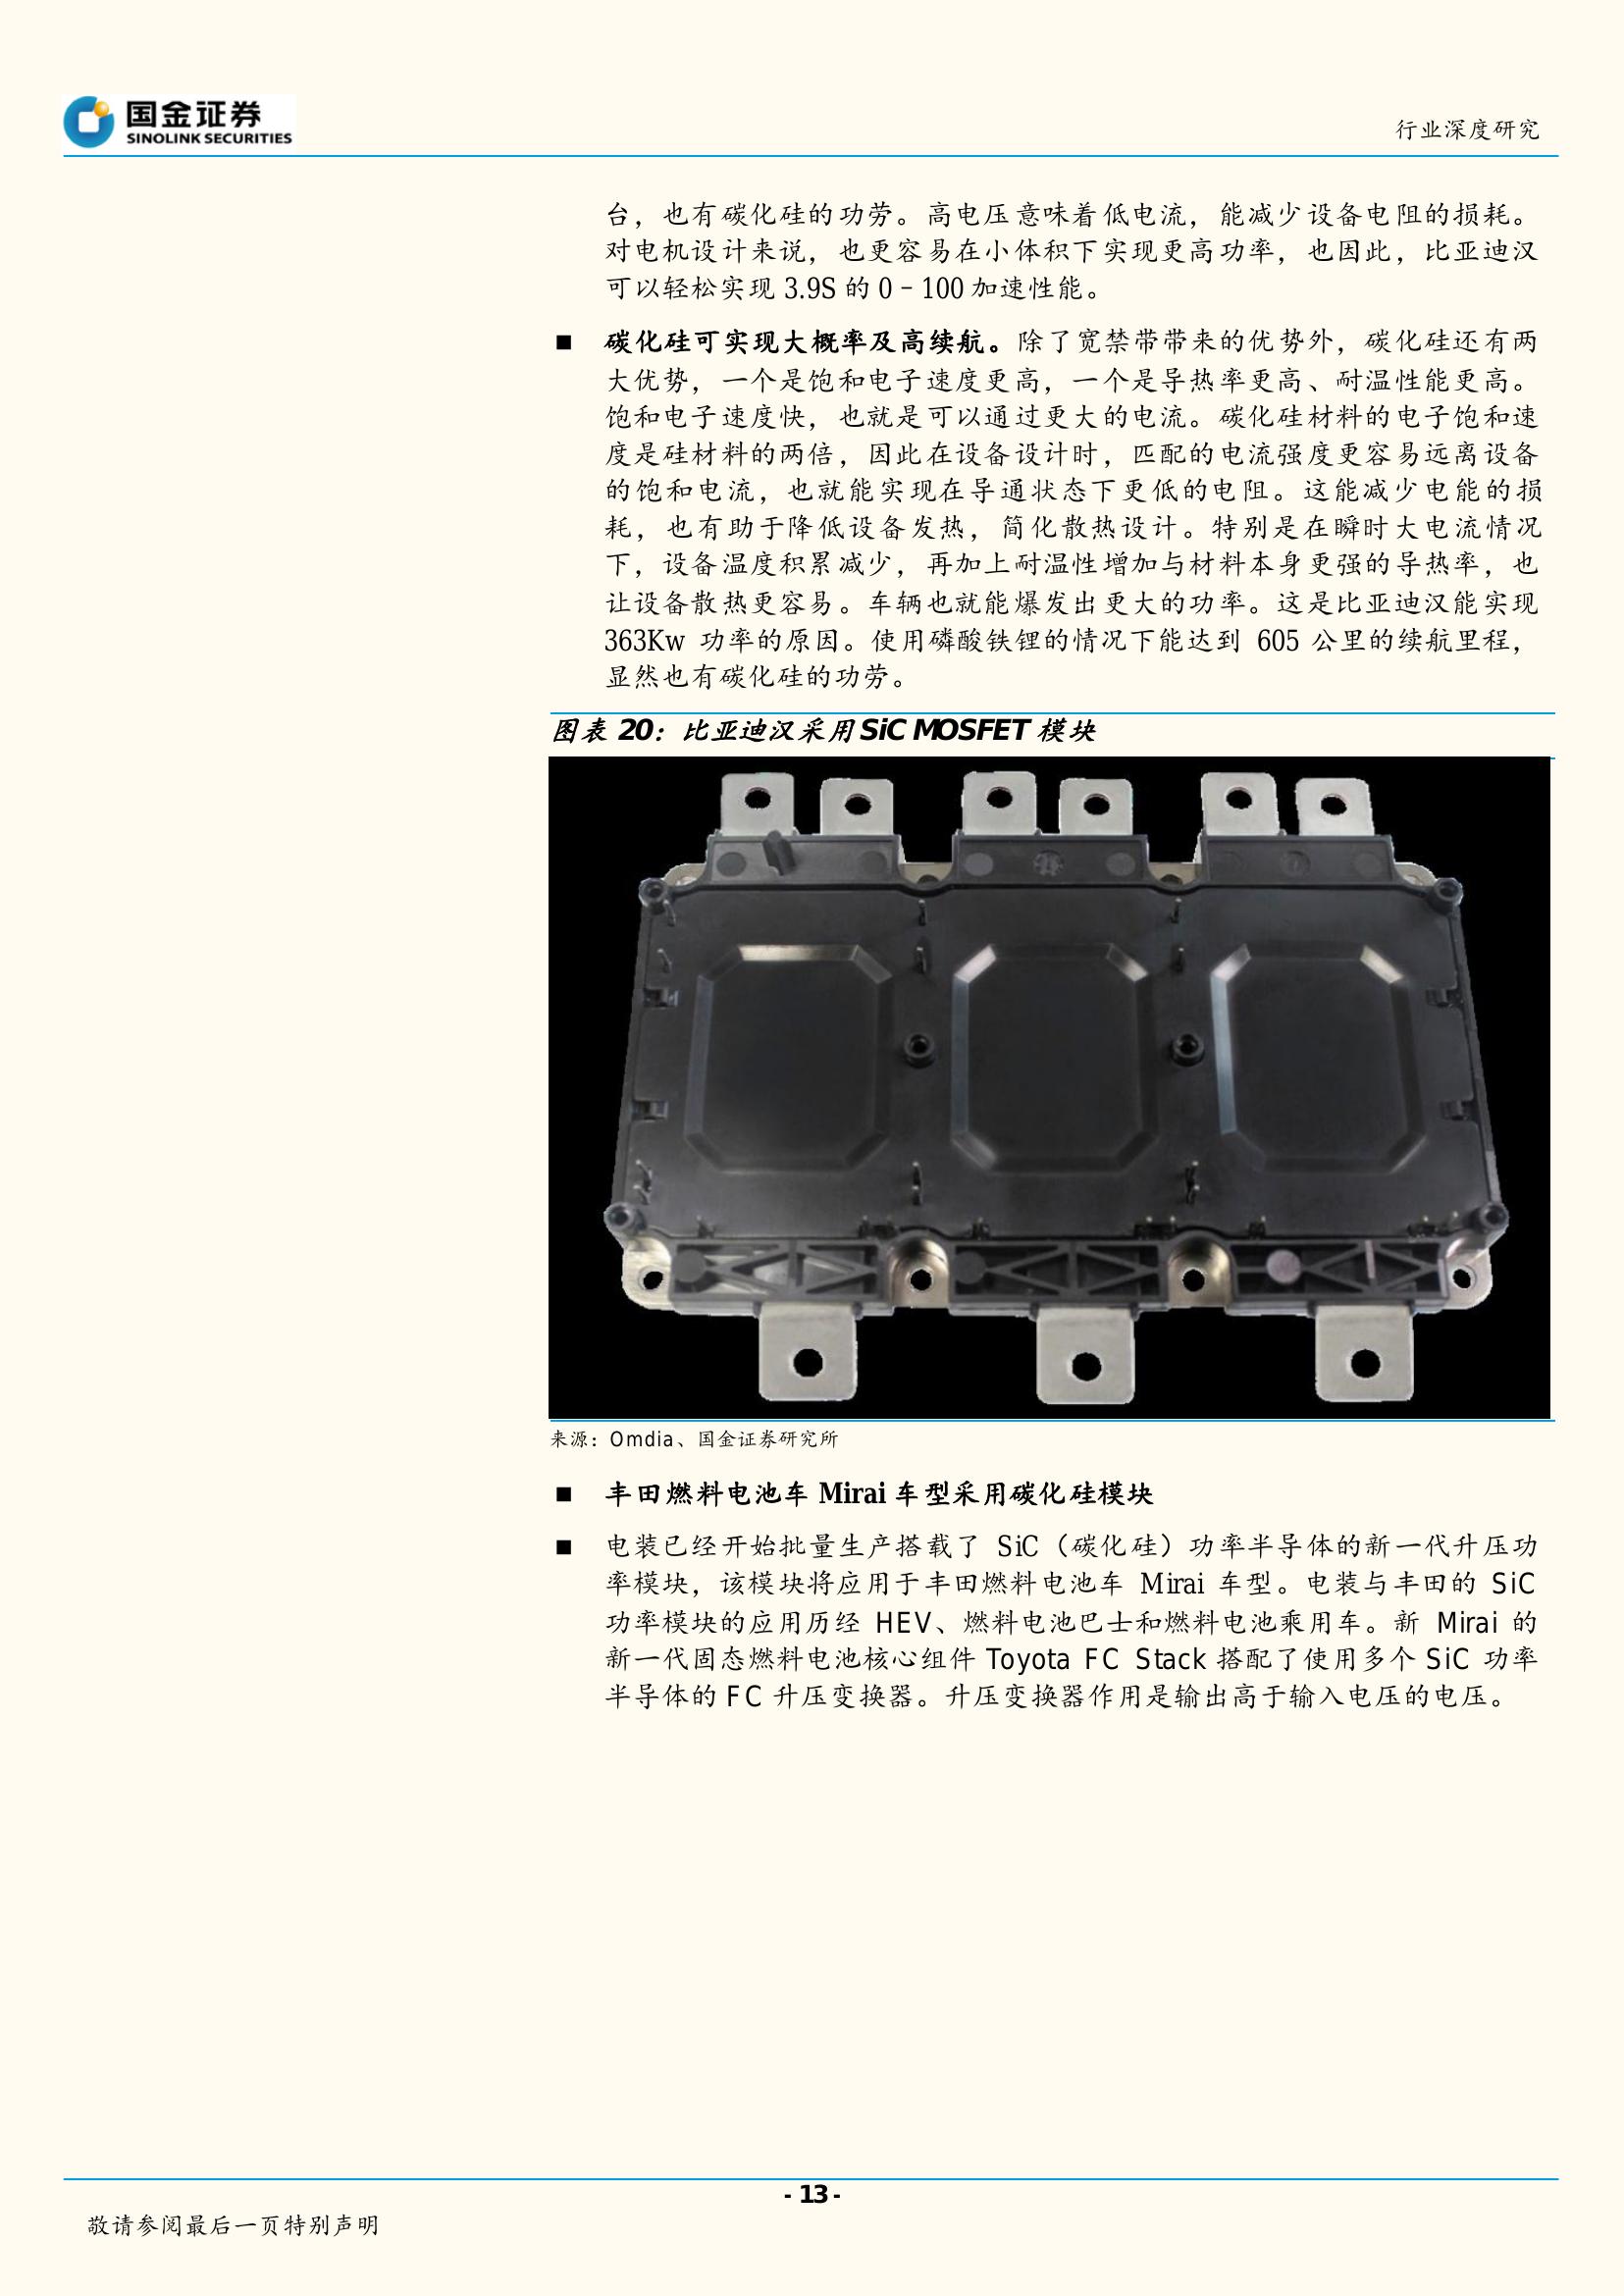 国金证券
SINOLINK SECURITIES
行业深度研究
台，也有碳化硅的功劳。高电压意味着低电流，能减少设备电阻的损耗。
对电机设计来说，也更容易在小体积下实现更高功率，也因此，比亚迪汉
可以轻松实现 3.9S 的 0－100 加速性能。
■ 碳化硅可实现大概率及高续航。除了宽禁带带来的优势外，碳化硅还有两
大优势，一个是饱和电子速度更高，一个是导热率更高、耐温性能更高。
饱和电子速度快，也就是可以通过更大的电流。碳化硅材料的电子饱和速
度是硅材料的两倍，因此在设备设计时，匹配的电流强度更容易远离设备
的饱和电流，也就能实现在导通状态下更低的电阻。这能减少电能的损
耗，也有助于降低设备发热，简化散热设计。特别是在瞬时大电流情况
下，设备温度积累减少，再加上耐温性增加与材料本身更强的导热率，也
让设备散热更容易。车辆也就能爆发出更大的功率。这是比亚迪汉能实现
363Kw 功率的原因。使用磷酸铁锂的情况下能达到 605 公里的续航里程，
显然也有碳化硅的功劳。
图表 20：比亚迪汉采用 SiC MOSFET 模块
来源：Omdia、国金证券研究所
■ 丰田燃料电池车 Mirai 车型采用碳化硅模块
■ 电装已经开始批量生产搭载了 SiC（碳化硅）功率半导体的新一代升压功
率模块，该模块将应用于丰田燃料电池车 Mirai 车型。电装与丰田的 SiC
功率模块的应用历经 HEV、燃料电池巴士和燃料电池乘用车。新 Mirai 的
新一代固态燃料电池核心组件 Toyota FC Stack 搭配了使用多个 SiC 功率
半导体的 FC 升压变换器。升压变换器作用是输出高于输入电压的电压。
- 13 -
敬请参阅最后一页特别声明